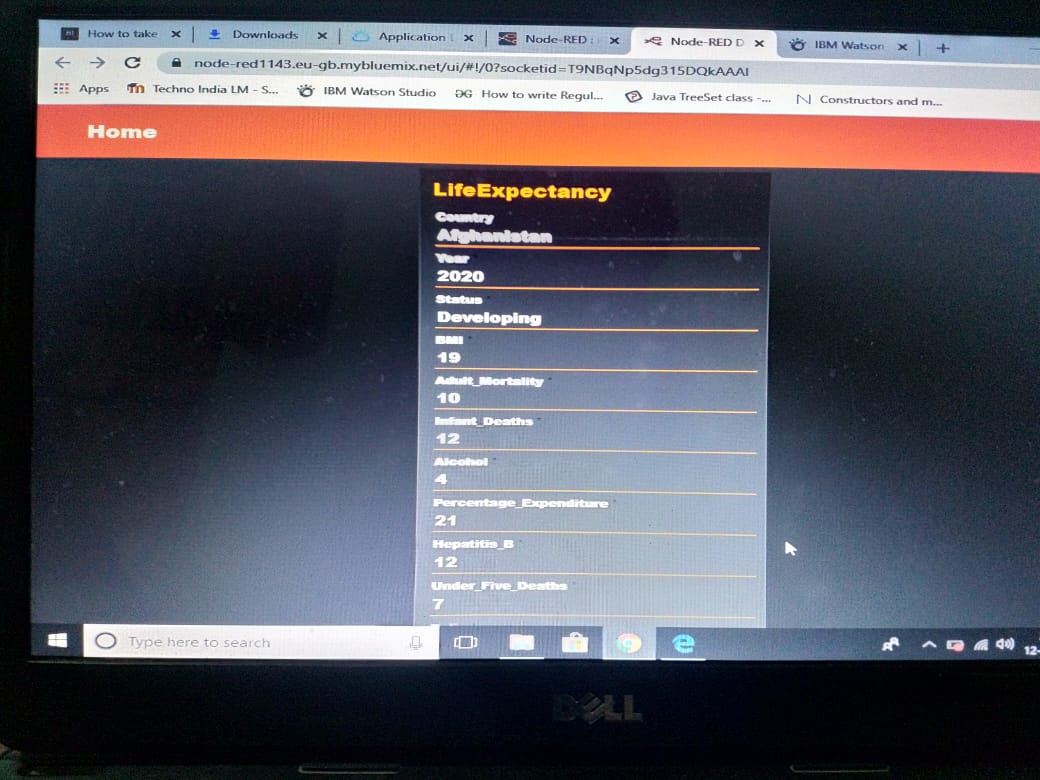 How to take
Downloads
Application
Node-RED :
Node-RED D
IBM Watson
node-red1143.eu-gb.mybluemix.net/ui/#!/0?socketid=T9NBqNp5dg315DQkAAAI
Apps
Techno India LM - S...
IBM Watson Studio
How to write Regul...
Java TreeSet class -...
Constructors and m...
Home
LifeExpectancy
Country
Afghanistan
Year
2020
Status
Developing
BMI *
19
Adult_Mortality *
10
Infant_Deaths *
12
Alcohol *
4
Percentage_Expenditure *
21
Hepatitis_B *
12
Under_Five_Deaths *
7
Type here to search
12-
DELL